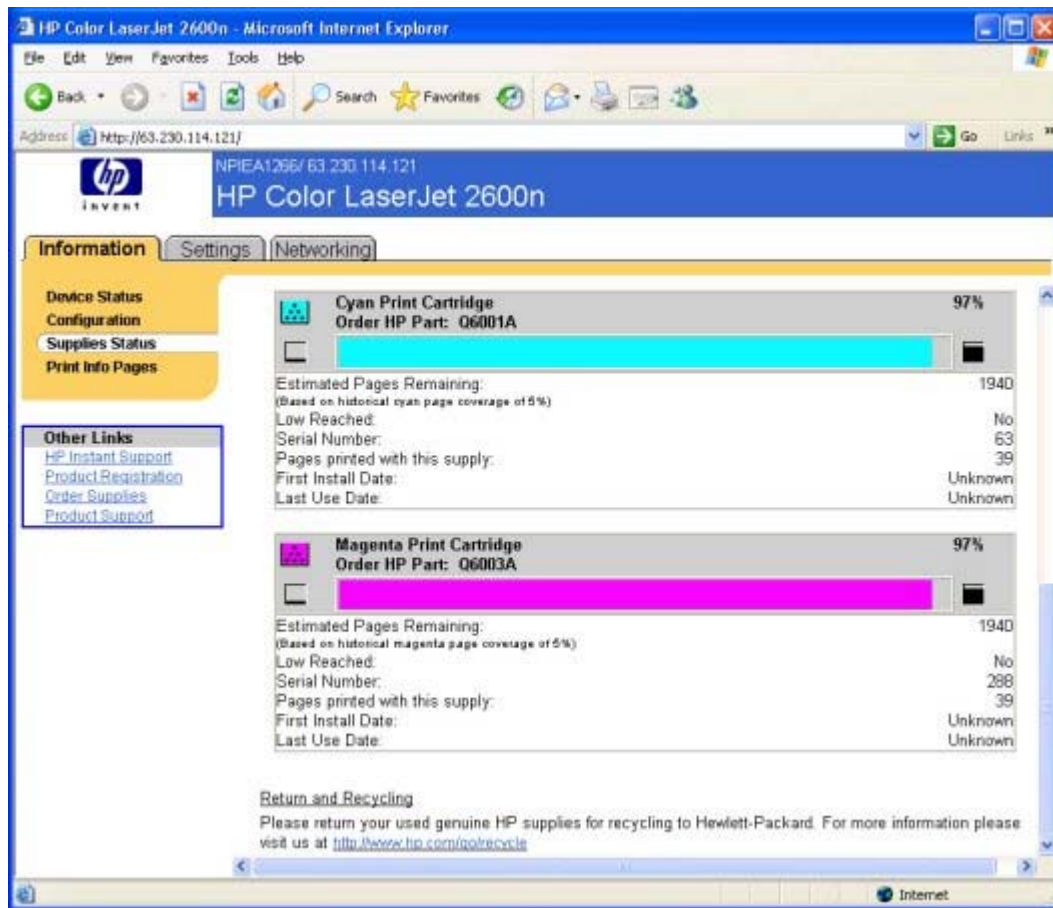 HP Color LaserJet 2600n - Microsoft Internet Explorer
File Edit View Favorites Tools Help
Back Search Favorites
Address http://63.230.114.121/ Go Links
hp
invent
NPIEA1266/ 63.230.114.121
HP Color LaserJet 2600n
Information Settings Networking
Device Status
Configuration
Supplies Status
Print Info Pages
Other Links
HP Instant Support
Product Registration
Order Supplies
Product Support
Cyan Print Cartridge 97%
Order HP Part: Q6001A
Estimated Pages Remaining: 1940
(Based on historical cyan page coverage of 5%)
Low Reached: No
Serial Number: 63
Pages printed with this supply: 39
First Install Date: Unknown
Last Use Date: Unknown
Magenta Print Cartridge 97%
Order HP Part: Q6003A
Estimated Pages Remaining: 1940
(Based on historical magenta page coverage of 5%)
Low Reached: No
Serial Number: 288
Pages printed with this supply: 39
First Install Date: Unknown
Last Use Date: Unknown
Return and Recycling
Please return your used genuine HP supplies for recycling to Hewlett-Packard. For more information please
visit us at http://www.hp.com/go/recycle
Internet